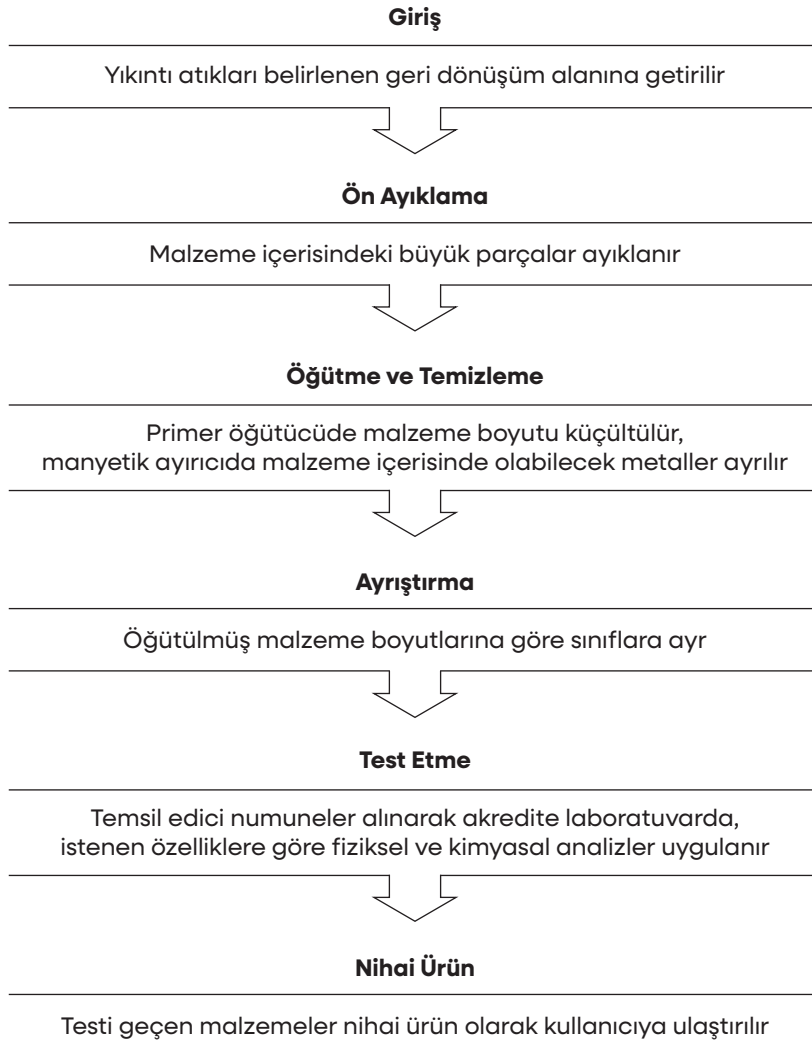 Giriş
Yıkıntı atıkları belirlenen geri dönüşüm alanına getirilir
Ön Ayıklama
Malzeme içerisindeki büyük parçalar ayıklanır
Öğütme ve Temizleme
Primer öğütücüde malzeme boyutu küçültülür,
manyetik ayırıcıda malzeme içerisinde olabilecek metaller ayrılır
Ayrıştırma
Öğütülmüş malzeme boyutlarına göre sınıflara ayr
Test Etme
Temsil edici numuneler alınarak akredite laboratuvarda,
istenen özelliklere göre fiziksel ve kimyasal analizler uygulanır
Nihai Ürün
Testi geçen malzemeler nihai ürün olarak kullanıcıya ulaştırılır